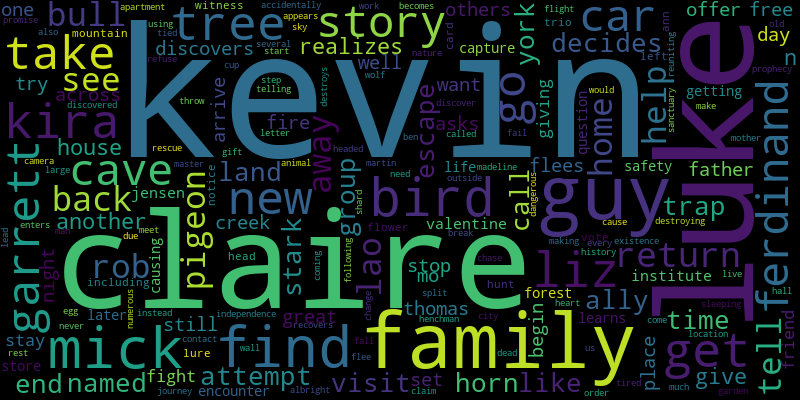 kevin
claire
luke
family
guy
find
mick
bird
cave
garrett
new
liz
get
kira
tree
story
car
take
see
back
bull
go
home
help
york
ferdinand
tell
trap
return
time
visit
horn
like
attempt
end
named
rob
land
pigeon
stark
group
lao
away
escape
call
ally
begin
one
discovers
realizes
decides
others
offer
free
day
n
try
across
house
another
jensen
creek
still
later
stay
fight
lure
encounter
including
causing
arrive
fire
well
want
asks
capture
trio
witness
appears
sky
several
start
step
telling
letter
gift
animal
master
rescue
throw
using
accidentally
tied
cup
apartment
also
mountain
promise
discovered
camera
large
enters
due
meet
man
night
lead
egg
never
rest
store
numerous
instead
contact
journey
wall
independence
recovers
head
henchman
albright
great
set
learns
thomas
stop
mo
valentine
flower
life
madeline
martin
need
outside
ben
headed
wolf
nature
destroys
refuse
work
becomes
flight
card
discover
called
fail
giving
question
would
left
sanctuary
reuniting
make
mother
prophecy
old
getting
father
safety
flees
dangerous
cause
destroying
vote
every
existence
making
history
institute
live
hall
friend
forest
heart
hunt
chase
break
split
city
dead
fall
flee
claim
change
following
coming
shard
notice
us
tired
order
place
give
much
garden
location
come
sleeping